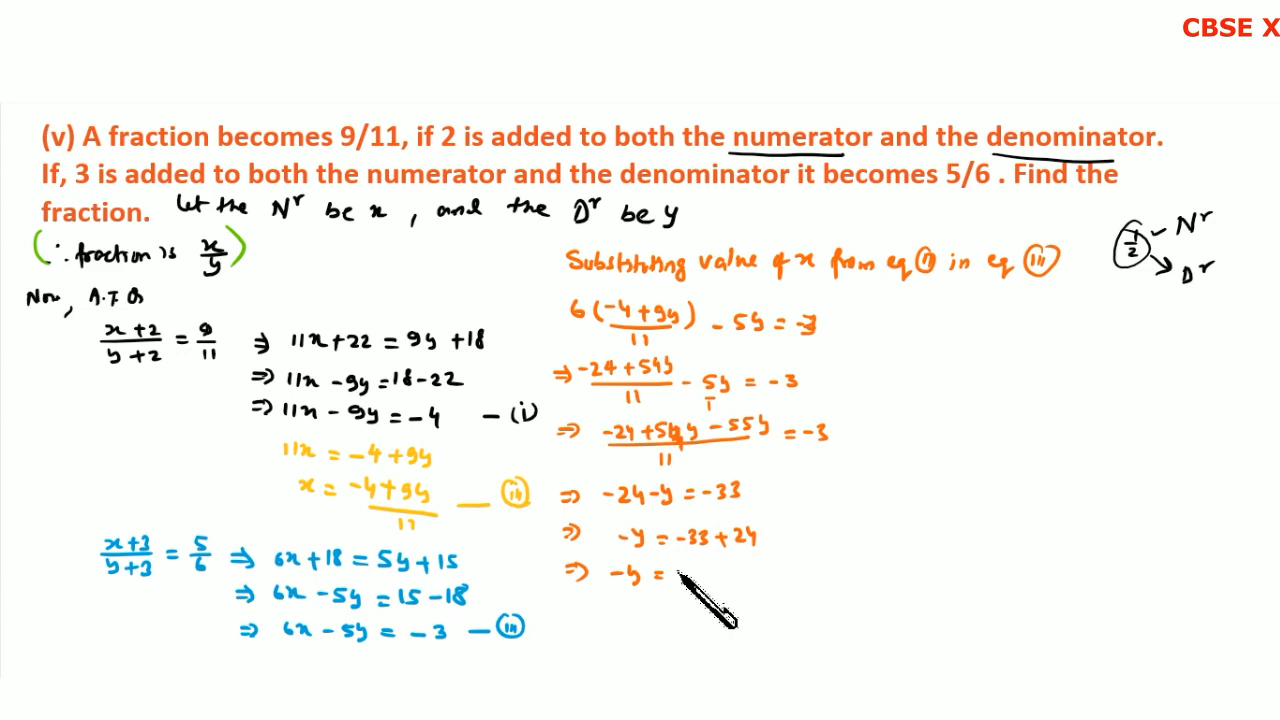 CBSE X
(v) A fraction becomes 9/11, if 2 is added to both the numerator and the denominator.
If, 3 is added to both the numerator and the denominator it becomes 5/6 . Find the
fraction. Let the Nʳ be x , and the Dʳ be y
(∴ fraction is x/y)
Now, A.T.Q
(x+2)/(y+2) = 9/11 ⇒ 11x+22 = 9y+18
⇒ 11x - 9y = 18-22
⇒ 11x - 9y = -4 — (i)
11x = -4+9y
x = (-4+9y)/11 — (ii)
(x+3)/(y+3) = 5/6 ⇒ 6x+18 = 5y+15
⇒ 6x - 5y = 15-18
⇒ 6x - 5y = -3 — (iii)
Substituting value of x from eq (ii) in eq (iii)
6(-4+9y)/11 - 5y = -3
⇒ (-24+54y)/11 - 5y/1 = -3
⇒ (-24+54y-55y)/11 = -3
⇒ -24-y = -33
⇒ -y = -33+24
⇒ -y =
1/2 - Nʳ
Dʳ